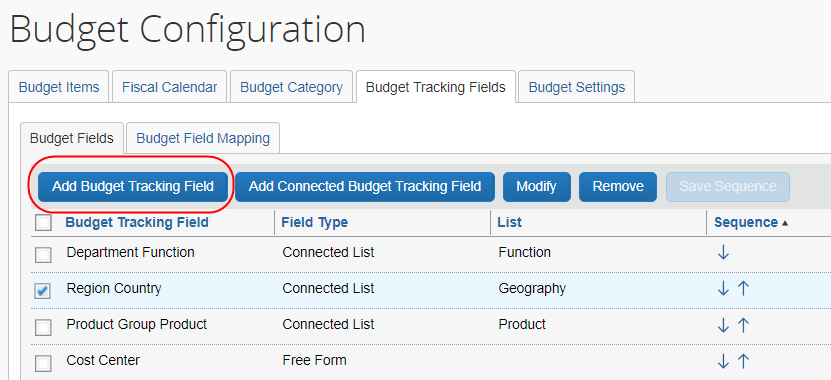 Budget Configuration
Budget Items Fiscal Calendar Budget Category Budget Tracking Fields Budget Settings
Budget Fields Budget Field Mapping
Add Budget Tracking Field Add Connected Budget Tracking Field Modify Remove Save Sequence
Budget Tracking Field Field Type List Sequence
Department Function Connected List Function
Region Country Connected List Geography
Product Group Product Connected List Product
Cost Center Free Form